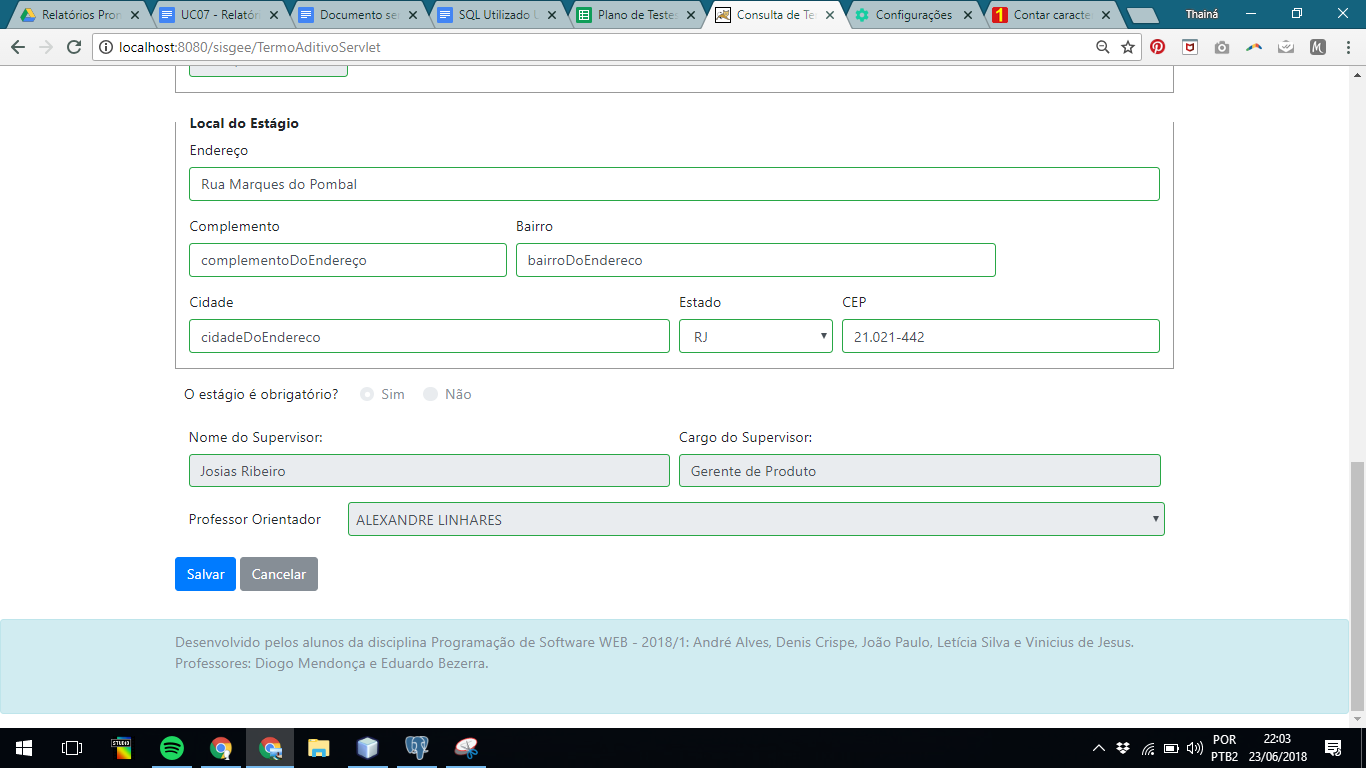 Relatórios Pron
UC07 - Relatóri
Documento se
SQL Utilizado U
Plano de Testes
Consulta de Te
Configurações
Contar caracte
Thainá
localhost:8080/sisgee/TermoAditivoServlet
Local do Estágio
Endereço
Rua Marques do Pombal
Complemento Bairro
complementoDoEndereço bairroDoEndereco
Cidade Estado CEP
cidadeDoEndereco RJ 21.021-442
O estágio é obrigatório? Sim Não
Nome do Supervisor: Cargo do Supervisor:
Josias Ribeiro Gerente de Produto
Professor Orientador ALEXANDRE LINHARES
Salvar Cancelar
Desenvolvido pelos alunos da disciplina Programação de Software WEB - 2018/1: André Alves, Denis Crispe, João Paulo, Letícia Silva e Vinicius de Jesus.
Professores: Diogo Mendonça e Eduardo Bezerra.
STUDIO
POR
PTB2
22:03
23/06/2018